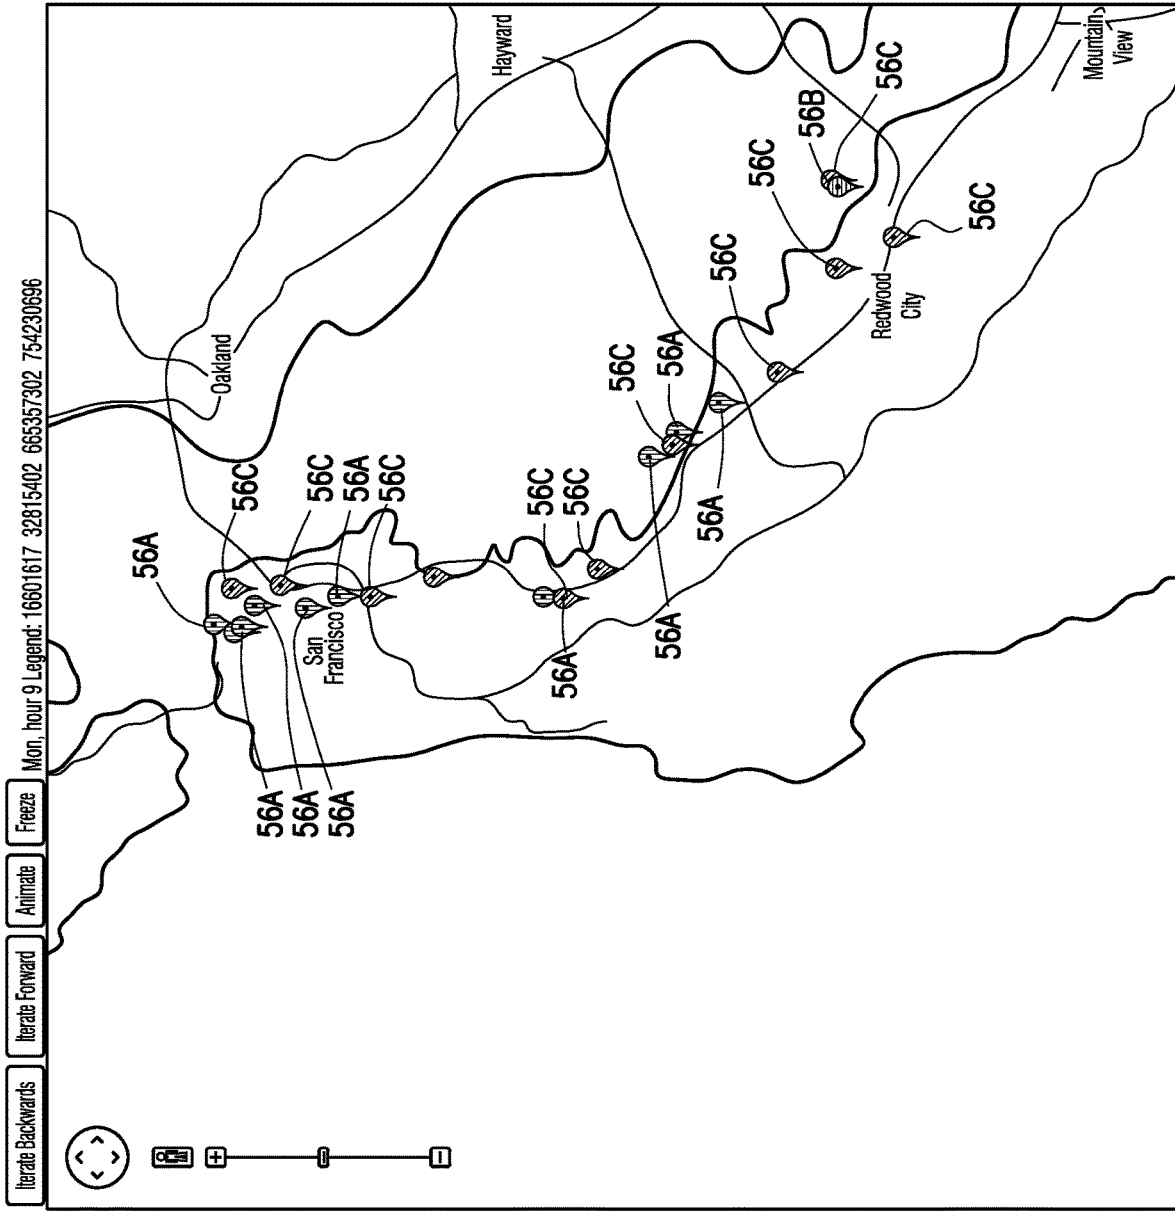 Iterate Backwards
Iterate Forward
Animate
Freeze
Mon, hour 9 Legend: 16601617 32815402 665357302 754230696
56A
Oakland
56C
56A
56A
56C
San
Francisco
56A
56A
56C
Hayward
56C
56A
56C
56C
56A
56A
56A
56C
56C
56B
56C
Redwood
City
56C
Mountain
View